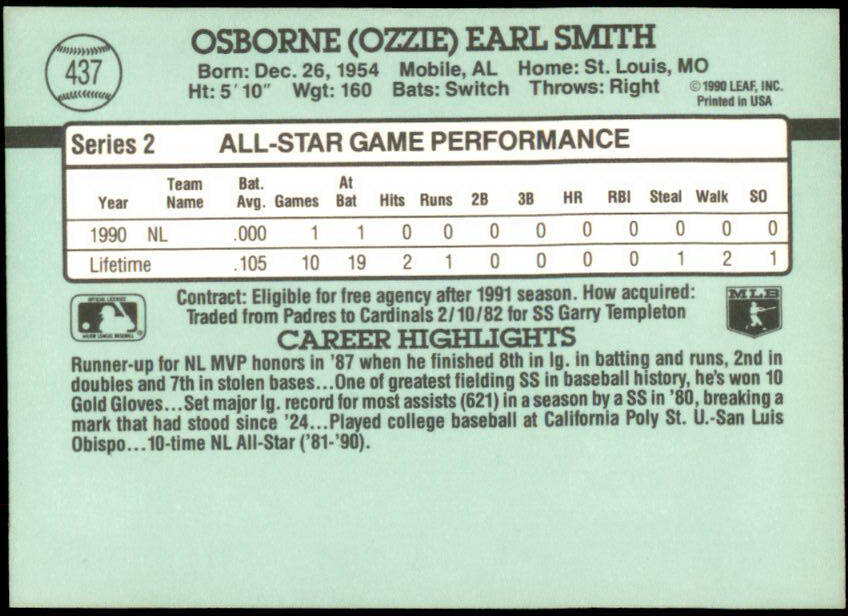 OSBORNE (OZZIE) EARL SMITH
437
Born: Dec. 26, 1954 Mobile, AL Home: St. Louis, MO
Ht: 5' 10" Wgt: 160 Bats: Switch Throws: Right
©1990 LEAF, INC.
Printed in USA
Series 2 ALL-STAR GAME PERFORMANCE
Year Team Name Bat. Avg. Games At Bat Hits Runs 2B 3B HR RBI Steal Walk SO
1990 NL .000 1 1 0 0 0 0 0 0 0 0 0
Lifetime .105 10 19 2 1 0 0 0 0 1 2 1
OFFICIAL LICENSEE
MAJOR LEAGUE BASEBALL
Contract: Eligible for free agency after 1991 season. How acquired:
Traded from Padres to Cardinals 2/10/82 for SS Garry Templeton
MLB
CAREER HIGHLIGHTS
Runner-up for NL MVP honors in '87 when he finished 8th in lg. in batting and runs, 2nd in
doubles and 7th in stolen bases...One of greatest fielding SS in baseball history, he's won 10
Gold Gloves...Set major lg. record for most assists (621) in a season by a SS in '80, breaking a
mark that had stood since '24...Played college baseball at California Poly St. U.-San Luis
Obispo...10-time NL All-Star ('81-'90).